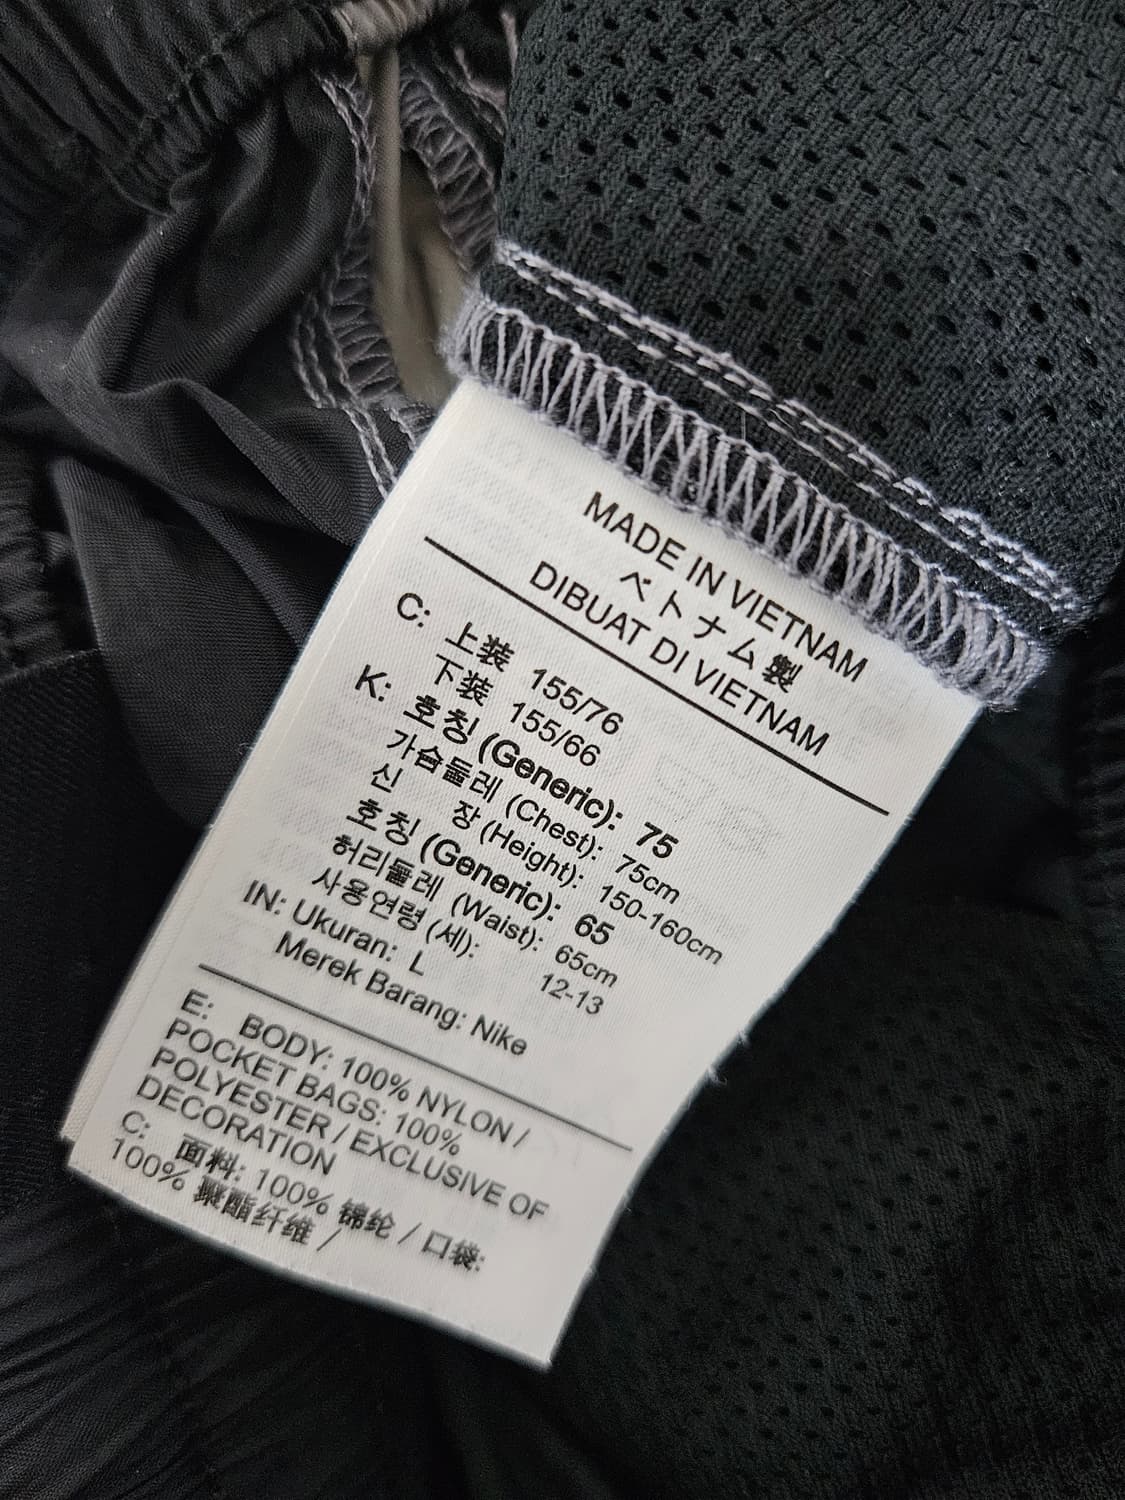 MADE IN VIETNAM
ベトナム製
DIBUAT DI VIETNAM
C: 上装 155/76
下装 155/66
K: 호칭 (Generic): 75
가슴둘레 (Chest): 75cm
신 장 (Height): 150-160cm
호칭 (Generic): 65
허리둘레 (Waist): 65cm
사용연령 (세): 12-13
IN: Ukuran: L
Merek Barang: Nike
E: BODY: 100% NYLON /
POCKET BAGS: 100%
POLYESTER / EXCLUSIVE OF
DECORATION
C: 面料: 100% 锦纶 / 口袋:
100% 聚酯纤维 /